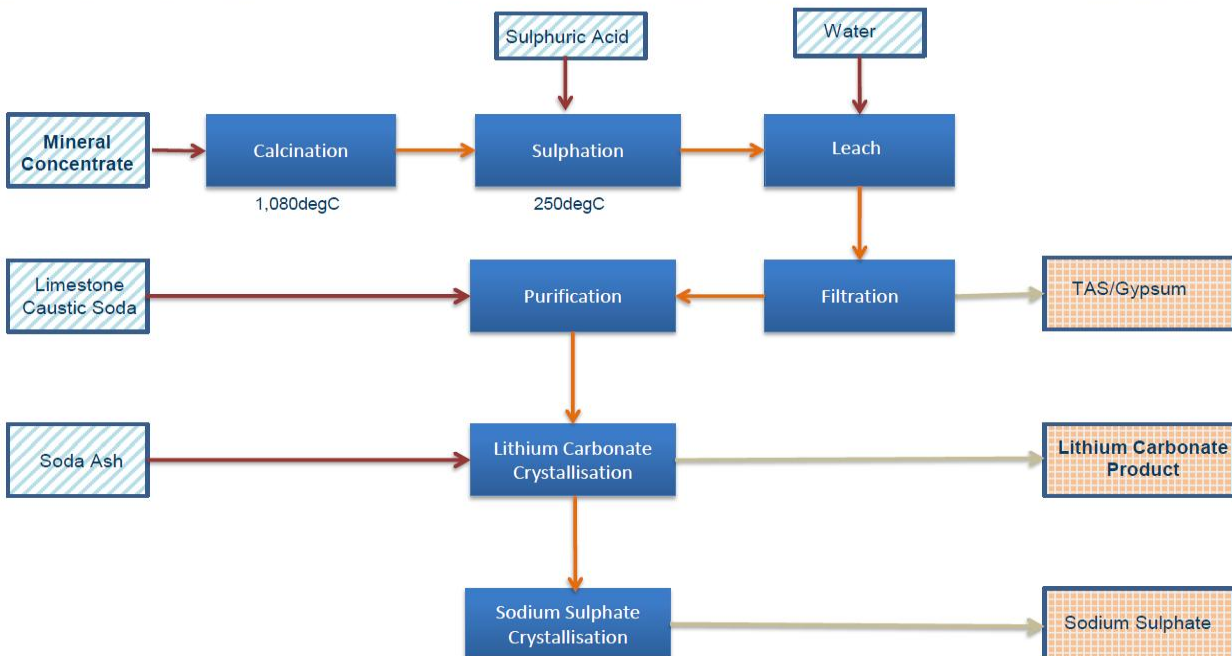 Sulphuric Acid
Water
Mineral
Concentrate
Calcination
Sulphation
Leach
1,080degC
250degC
Limestone
Caustic Soda
Purification
Filtration
TAS/Gypsum
Soda Ash
Lithium Carbonate
Crystallisation
Lithium Carbonate
Product
Sodium Sulphate
Crystallisation
Sodium Sulphate